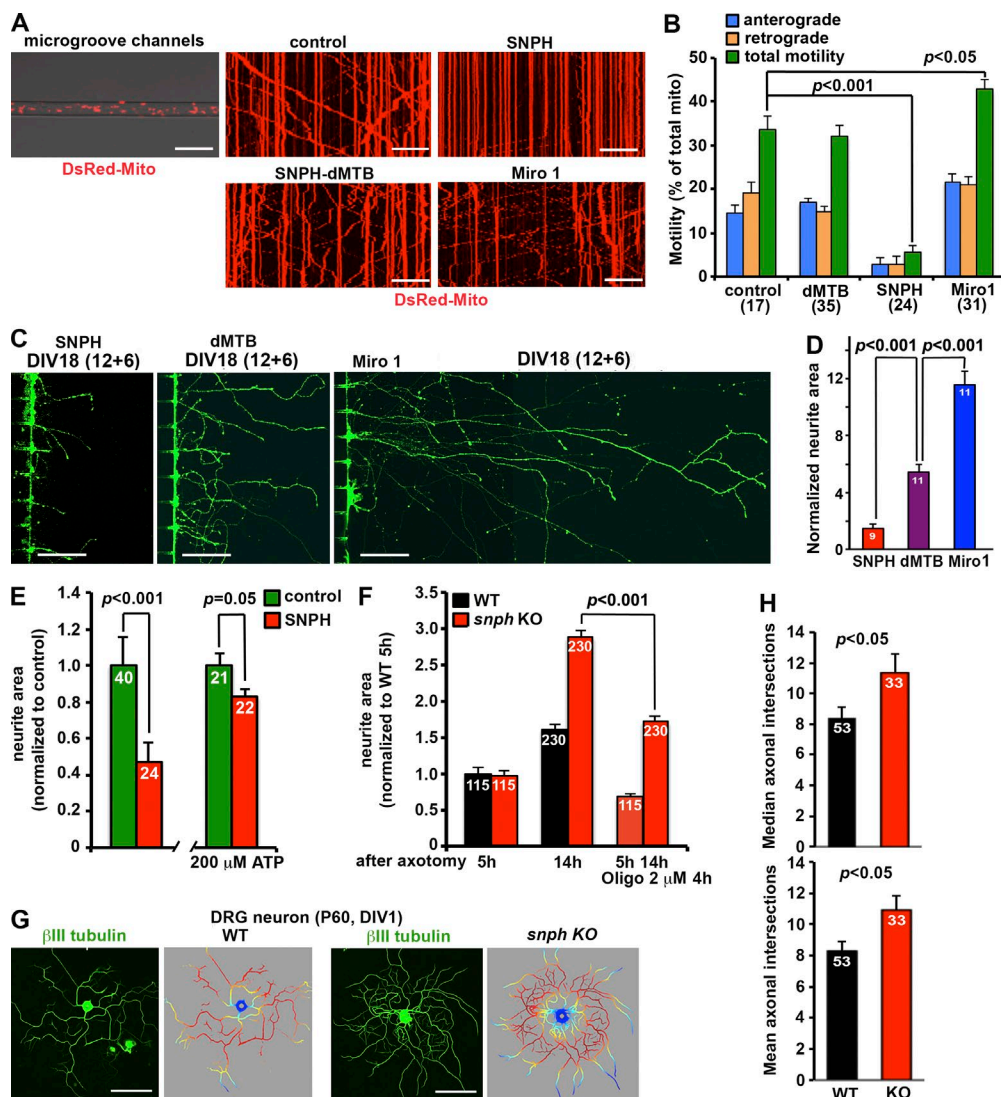 A
microgroove channels
control
SNPH
DsRed-Mito
SNPH-dMTB
Miro 1
DsRed-Mito
B
anterograde
retrograde
total motility
p<0.05
p<0.001
Motility (% of total mito)
50
40
30
20
10
0
control
(17)
dMTB
(35)
SNPH
(24)
Miro1
(31)
C
SNPH
DIV18 (12+6)
dMTB
DIV18 (12+6)
Miro 1
DIV18 (12+6)
D
p<0.001 p<0.001
Normalized neurite area
12
8
4
0
9
11
11
SNPH dMTB Miro1
E
p<0.001
p=0.05
control
SNPH
neurite area
(normalized to control)
1.4
1.2
1.0
0.8
0.6
0.4
0.2
0.0
40
24
21
22
200 µM ATP
F
WT
snph KO
p<0.001
neurite area
(normalized to WT 5h)
3.5
3.0
2.5
2.0
1.5
1.0
0.5
0.0
115
115
230
230
115
230
after axotomy 5h 14h 5h 14h
Oligo 2 µM 4h
G
DRG neuron (P60, DIV1)
βIII tubulin
WT
βIII tubulin
snph KO
H
Median axonal intersections
14
12
10
8
6
4
2
0
p<0.05
53
33
Mean axonal intersections
14
12
10
8
6
4
2
0
p<0.05
53
33
WT KO